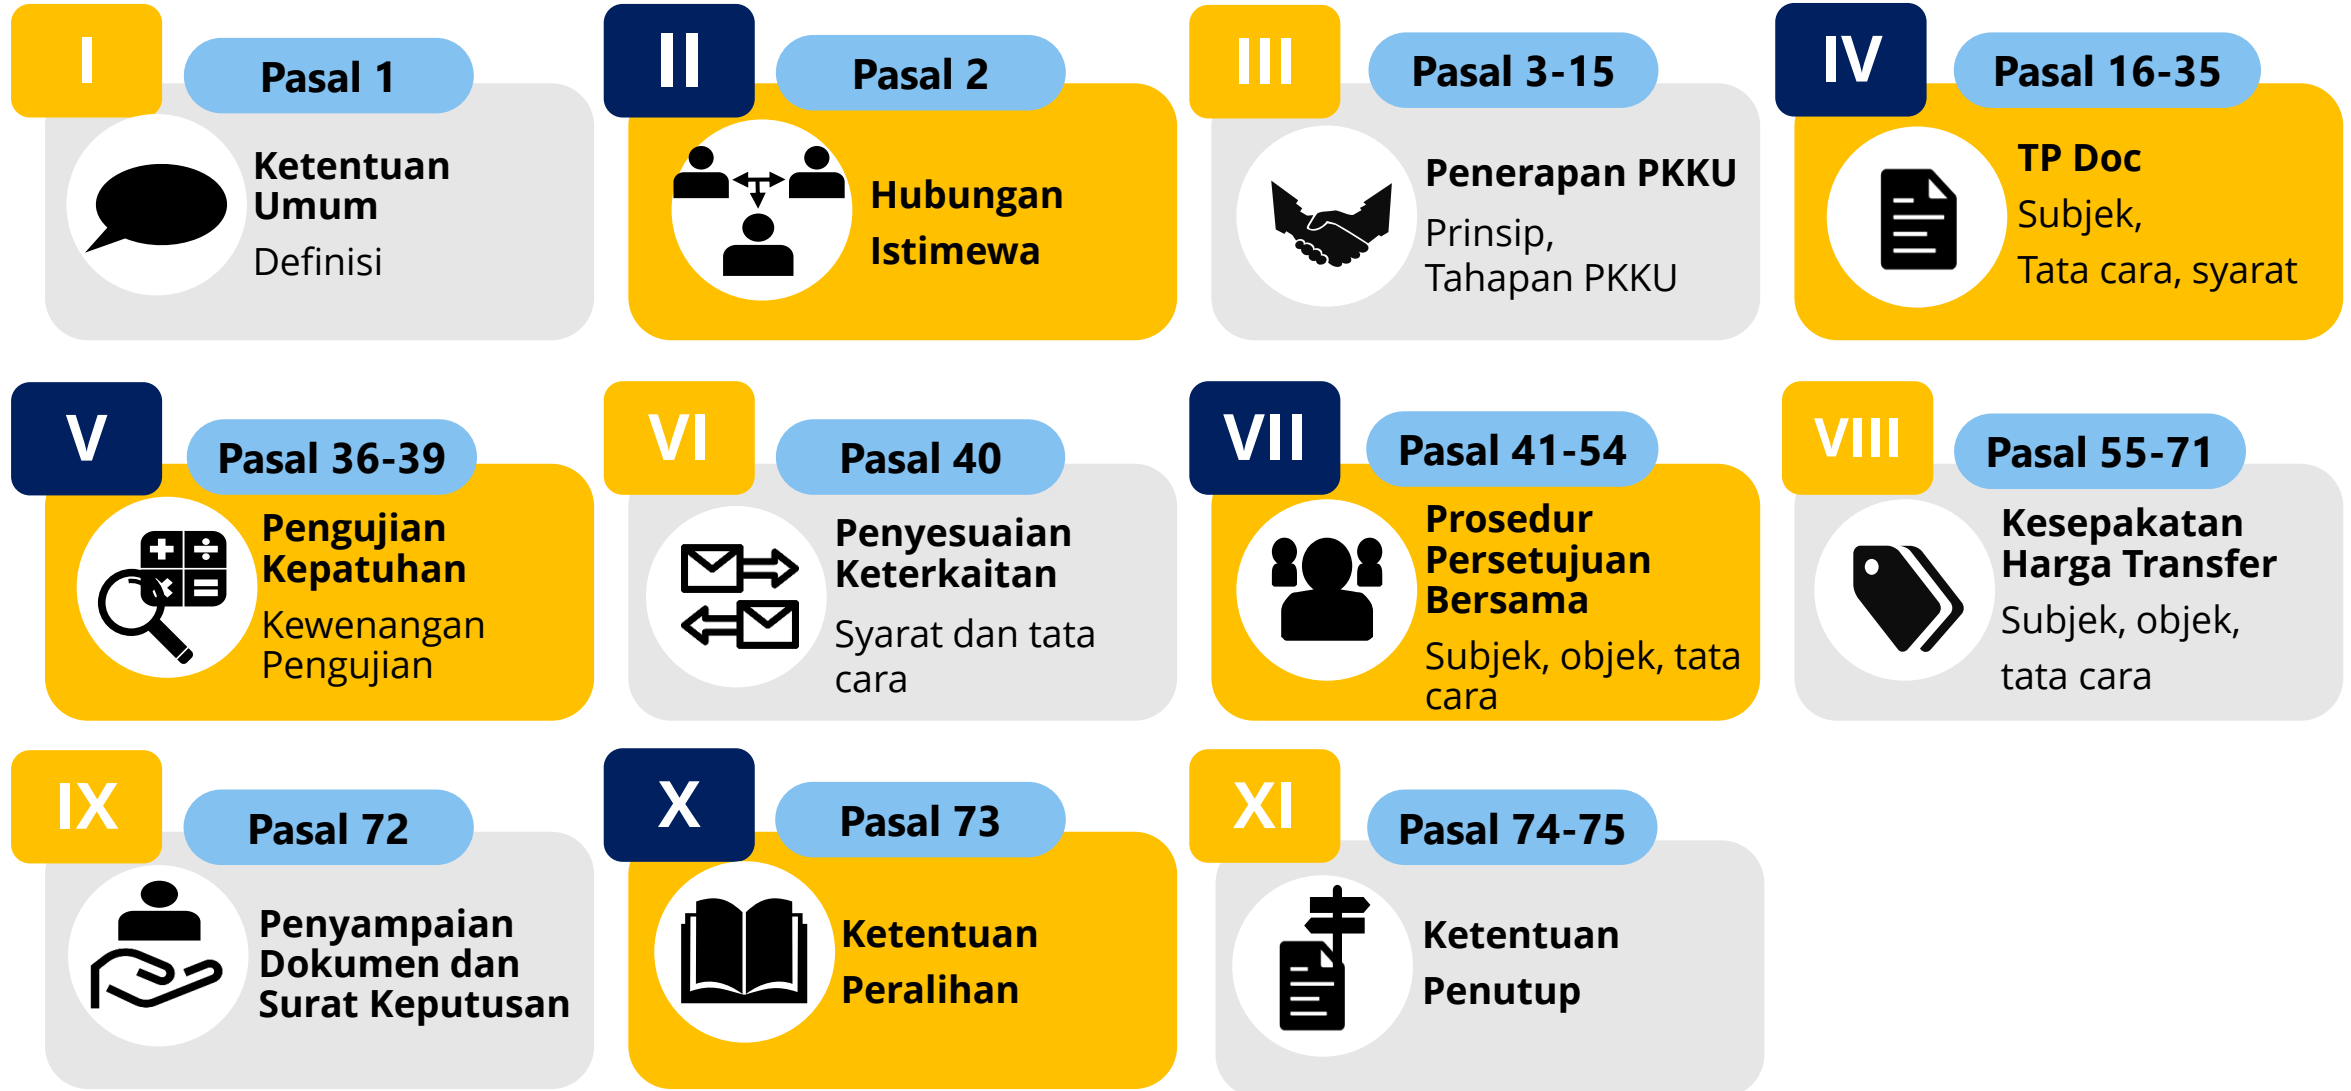 I
Pasal 1
Ketentuan
Umum
Definisi
II
Pasal 2
Hubungan
Istimewa
III
Pasal 3-15
Penerapan PKKU
Prinsip,
Tahapan PKKU
IV
Pasal 16-35
TP Doc
Subjek,
Tata cara, syarat
V
Pasal 36-39
Pengujian
Kepatuhan
Kewenangan
Pengujian
VI
Pasal 40
Penyesuaian
Keterkaitan
Syarat dan tata
cara
VII
Pasal 41-54
Prosedur
Persetujuan
Bersama
Subjek, objek, tata
cara
VIII
Pasal 55-71
Kesepakatan
Harga Transfer
Subjek, objek,
tata cara
IX
Pasal 72
Penyampaian
Dokumen dan
Surat Keputusan
X
Pasal 73
Ketentuan
Peralihan
XI
Pasal 74-75
Ketentuan
Penutup